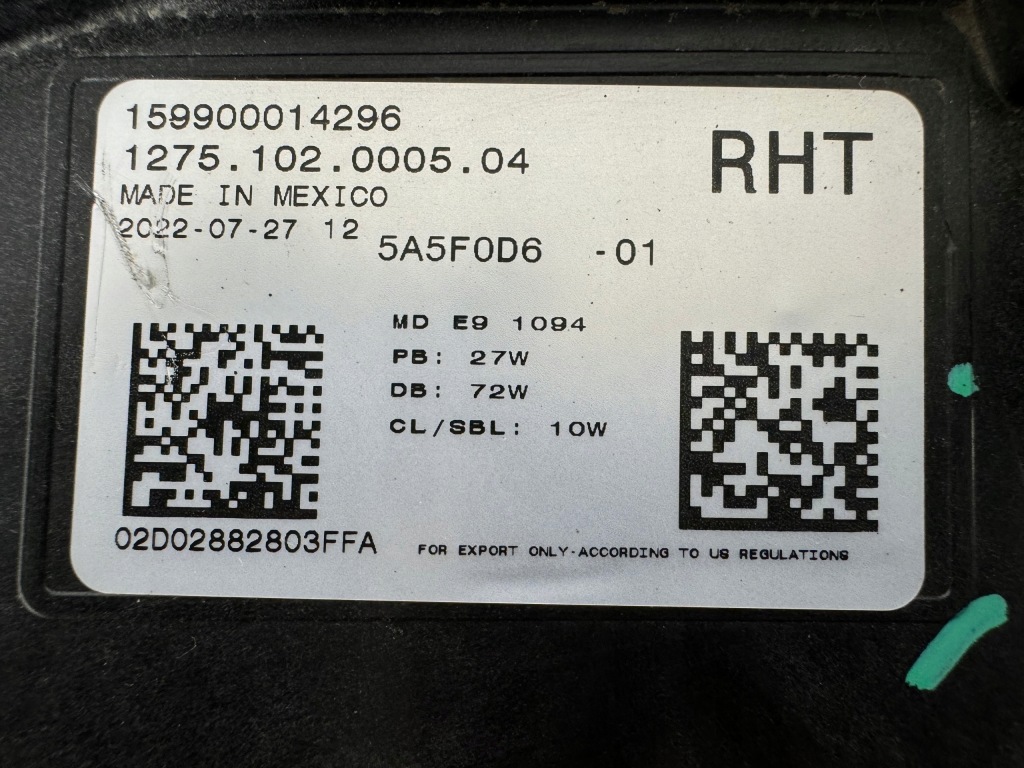 159900014296
1275.102.0005.04
RHT
MADE IN MEXICO
2022-07-27 12
5A5F0D6 -01
MD E9 1094
PB: 27W
DB: 72W
CL/SBL: 10W
02D02882803FFA
FOR EXPORT ONLY-ACCORDING TO US REGULATIONS